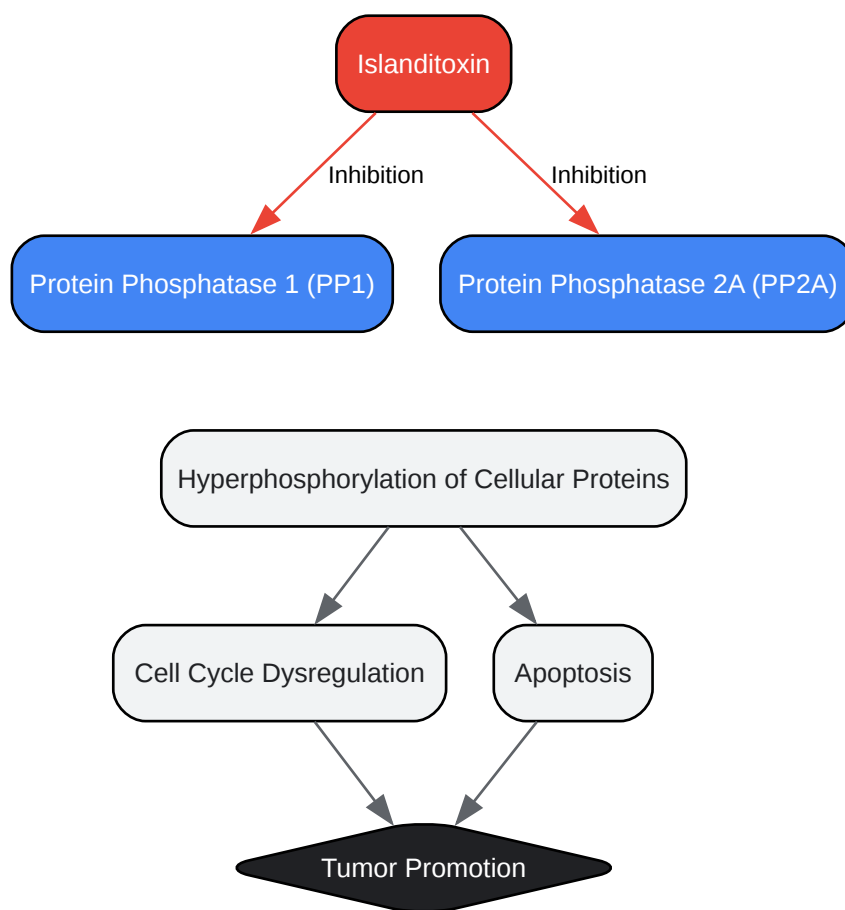 Islanditoxin
Inhibition
Inhibition
Protein Phosphatase 1 (PP1)
Protein Phosphatase 2A (PP2A)
Hyperphosphorylation of Cellular Proteins
Cell Cycle Dysregulation
Apoptosis
Tumor Promotion